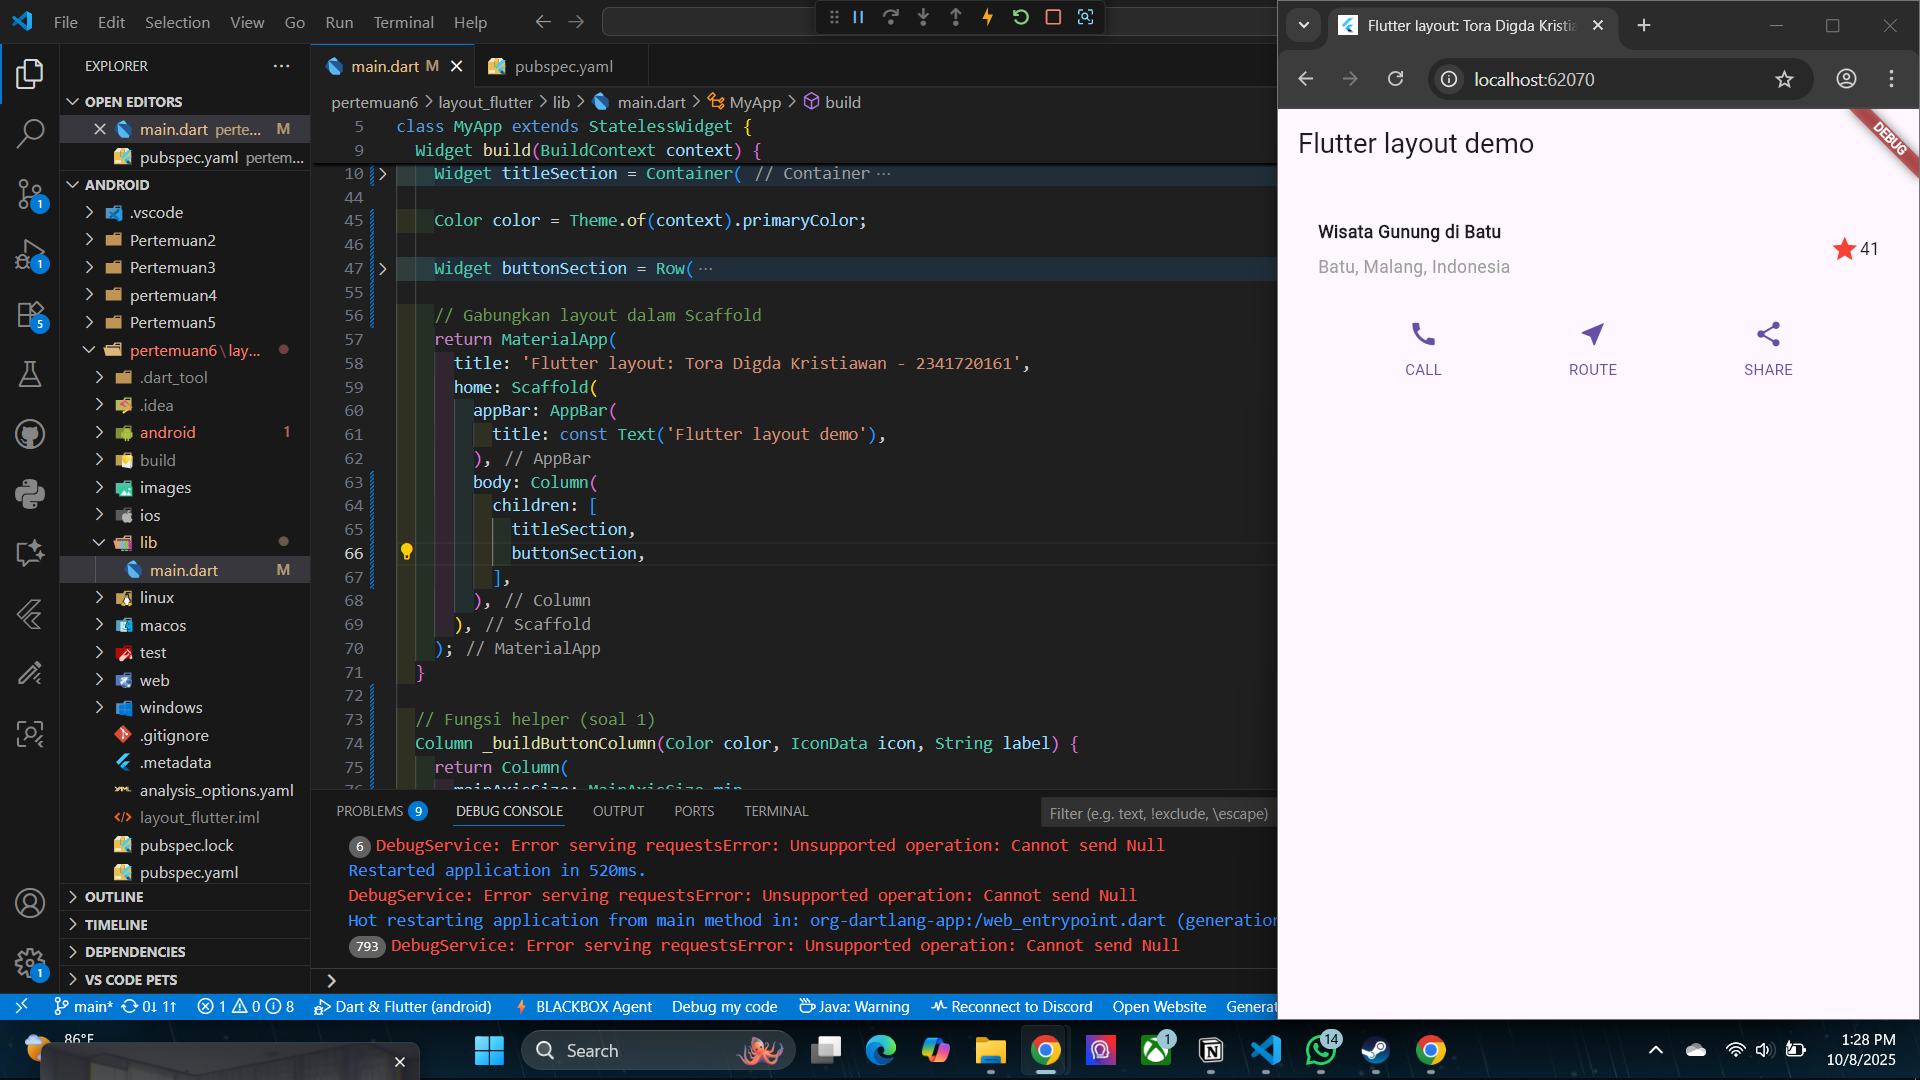 File Edit Selection View Go Run Terminal Help
EXPLORER
OPEN EDITORS
main.dart perte... M
pubspec.yaml pertem...
ANDROID
.vscode
Pertemuan2
Pertemuan3
pertemuan4
Pertemuan5
pertemuan6\lay...
.dart_tool
.idea
android 1
build
images
ios
lib
main.dart M
linux
macos
test
web
windows
.gitignore
.metadata
analysis_options.yaml
layout_flutter.iml
pubspec.lock
pubspec.yaml
OUTLINE
TIMELINE
DEPENDENCIES
VS CODE PETS
1
1
5
1
main.dart M
pubspec.yaml
pertemuan6 > layout_flutter > lib > main.dart > MyApp > build
5 class MyApp extends StatelessWidget {
9 Widget build(BuildContext context) {
10 Widget titleSection = Container( // Container ···
44
45 Color color = Theme.of(context).primaryColor;
46
47 Widget buttonSection = Row( ···
55
56 // Gabungkan layout dalam Scaffold
57 return MaterialApp(
58 title: 'Flutter layout: Tora Digda Kristiawan - 2341720161',
59 home: Scaffold(
60 appBar: AppBar(
61 title: const Text('Flutter layout demo'),
62 ), // AppBar
63 body: Column(
64 children: [
65 titleSection,
66 buttonSection,
67 ],
68 ), // Column
69 ), // Scaffold
70 ); // MaterialApp
71 }
72
73 // Fungsi helper (soal 1)
74 Column _buildButtonColumn(Color color, IconData icon, String label) {
75 return Column(
PROBLEMS 9 DEBUG CONSOLE OUTPUT PORTS TERMINAL
Filter (e.g. text, !exclude, \escape)
6 DebugService: Error serving requestsError: Unsupported operation: Cannot send Null
Restarted application in 520ms.
DebugService: Error serving requestsError: Unsupported operation: Cannot send Null
Hot restarting application from main method in: org-dartlang-app:/web_entrypoint.dart (generation
793 DebugService: Error serving requestsError: Unsupported operation: Cannot send Null
main* 0↓ 1↑ 1 0 8 Dart & Flutter (android) BLACKBOX Agent Debug my code Java: Warning Reconnect to Discord Open Website Generat
Flutter layout: Tora Digda Kristia
localhost:62070
DEBUG
Flutter layout demo
Wisata Gunung di Batu
Batu, Malang, Indonesia
41
CALL ROUTE SHARE
86°F
Search
1
14
1:28 PM
10/8/2025